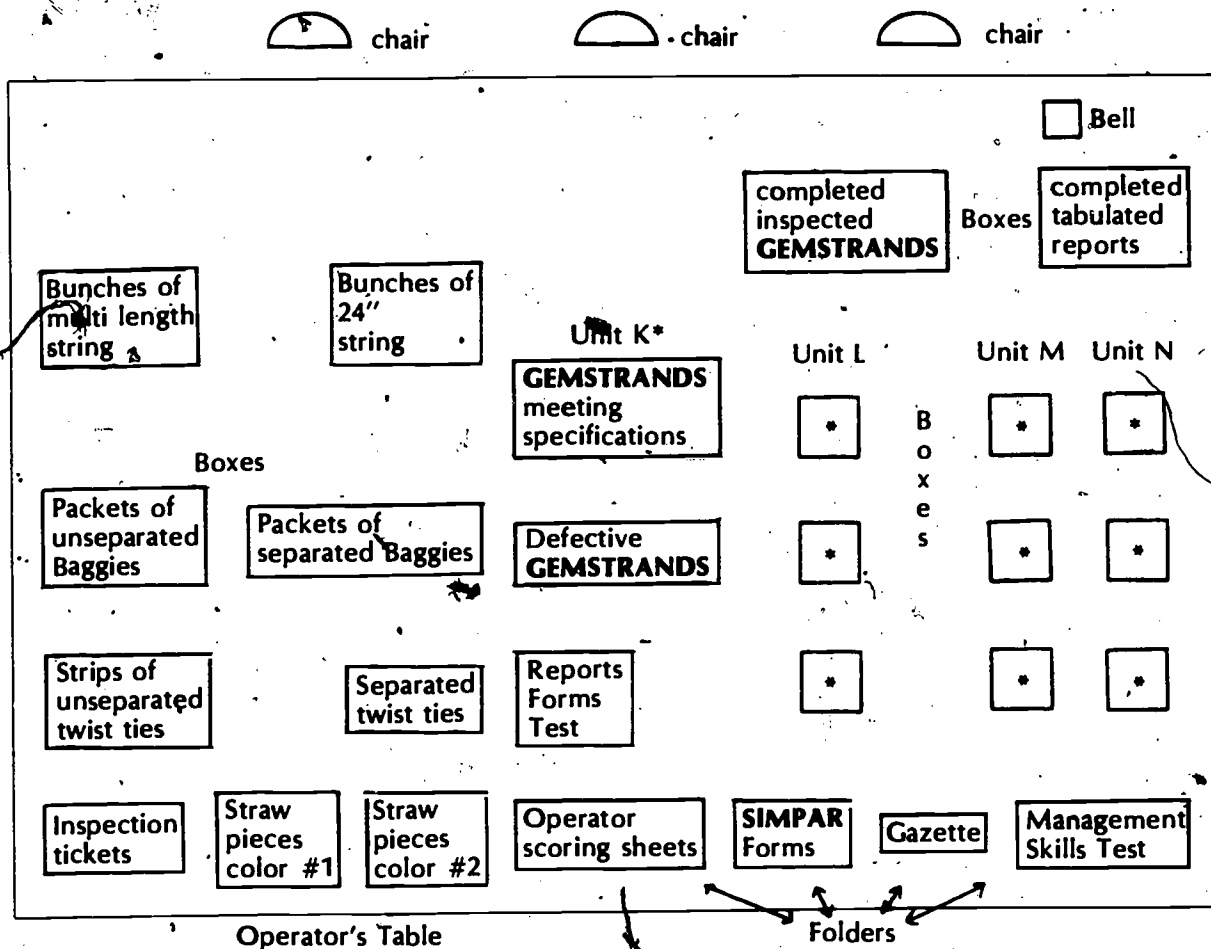 chair
chair
chair
Bell
completed
inspected
GEMSTRANDS
Boxes
completed
tabulated
reports
Bunches of
multi length
string
Bunches of
24"
string
Unit K*
GEMSTRANDS
meeting
specifications
Unit L
Unit M
Unit N
*
*
*
Boxes
Boxes
Packets of
unseparated
Baggies
Packets of
separated Baggies
Defective
GEMSTRANDS
*
*
*
Strips of
unseparated
twist ties
Separated
twist ties
Reports
Forms
Test
*
*
*
Inspection
tickets
Straw
pieces
color #1
Straw
pieces
color #2
Operator
scoring sheets
SIMPAR
Forms
Gazette
Management
Skills Test
Operator's Table
Folders